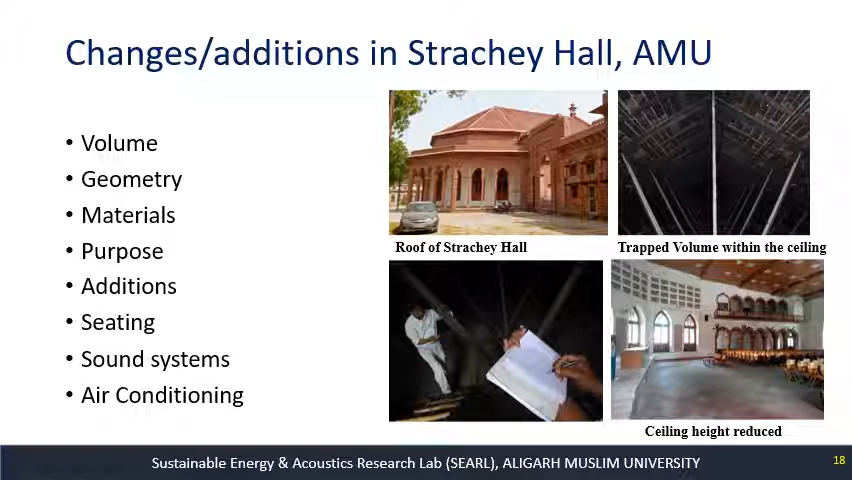 Changes/additions in Strachey Hall, AMU
• Volume
• Geometry
• Materials
• Purpose
• Additions
• Seating
• Sound systems
• Air Conditioning
Roof of Strachey Hall
Trapped Volume within the ceiling
Ceiling height reduced
Sustainable Energy & Acoustics Research Lab (SEARL), ALIGARH MUSLIM UNIVERSITY
18